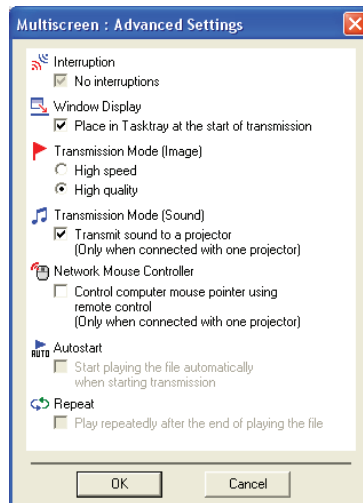 Multiscreen : Advanced Settings
Interruption
No interruptions
Window Display
Place in Tasktray at the start of transmission
Transmission Mode (Image)
High speed
High quality
Transmission Mode (Sound)
Transmit sound to a projector
(Only when connected with one projector)
Network Mouse Controller
Control computer mouse pointer using
remote control
(Only when connected with one projector)
AUTO
Autostart
Start playing the file automatically
when starting transmission
Repeat
Play repeatedly after the end of playing the file
OK
Cancel